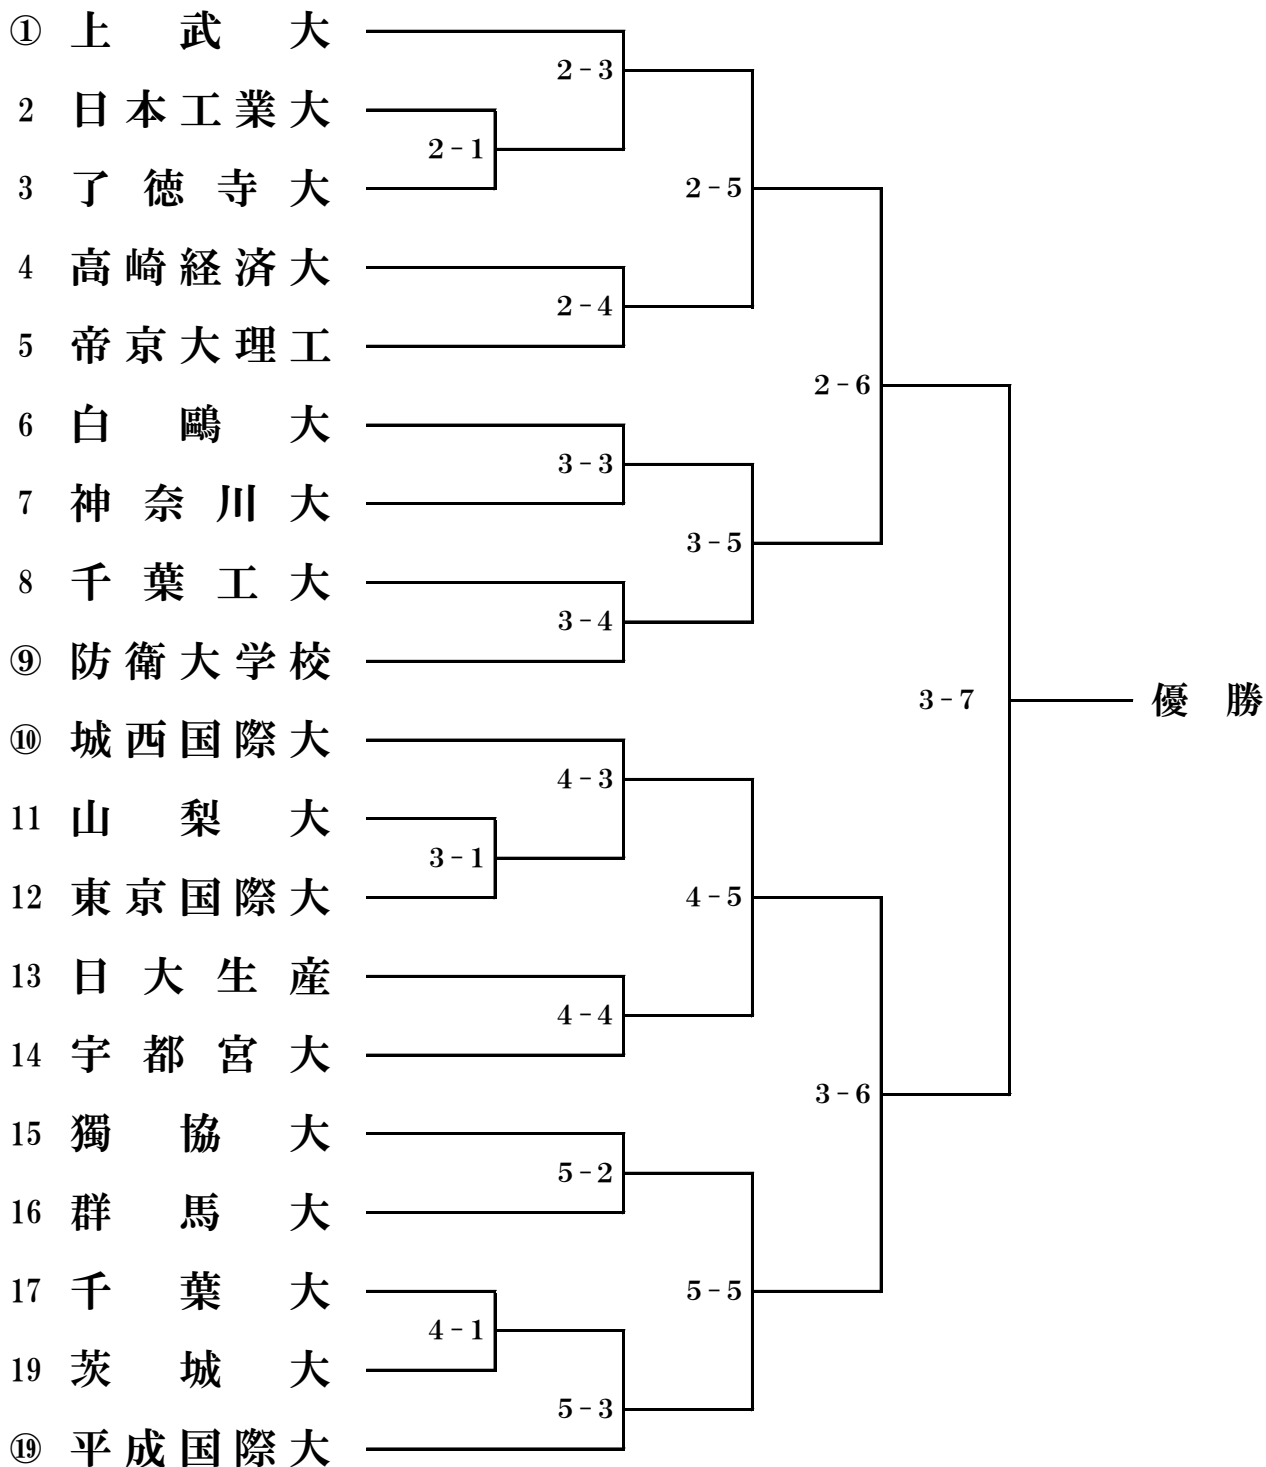 ① 上武大
2-3
2 日本工業大
2-1
3 了徳寺大
2-5
4 高崎経済大
2-4
5 帝京大理工
2-6
6 白鷗大
3-3
7 神奈川大
3-5
8 千葉工大
3-4
⑨ 防衛大学校
3-7 優勝
⑩ 城西国際大
4-3
11 山梨大
3-1
12 東京国際大
4-5
13 日大生産
4-4
14 宇都宮大
3-6
15 獨協大
5-2
16 群馬大
17 千葉大
5-5
4-1
19 茨城大
5-3
⑲ 平成国際大